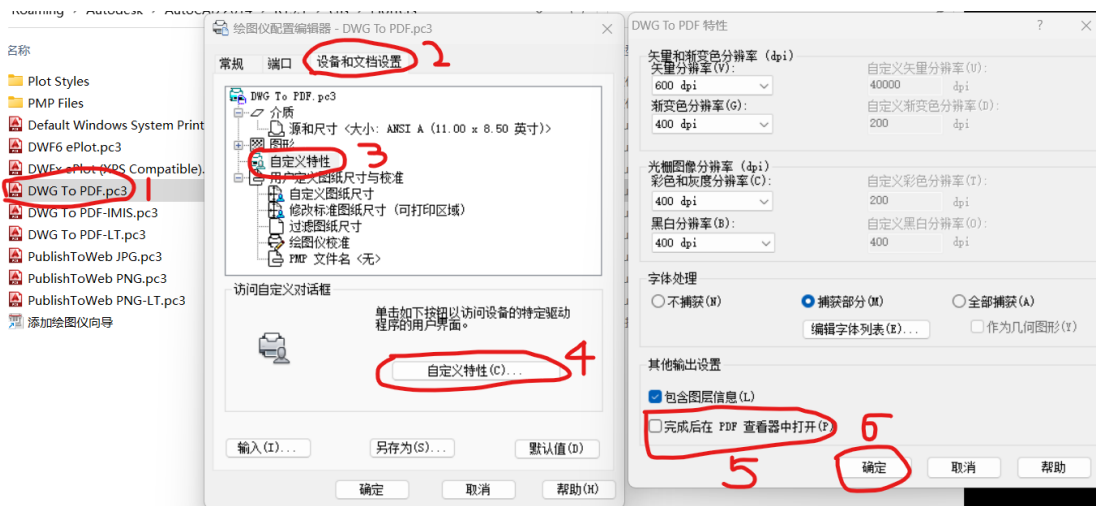 Roaming
Autodesk
名称
Plot Styles
PMP Files
Default Windows System Print
DWF6 ePlot.pc3
DWFx ePlot (XPS Compatible).
DWG To PDF.pc3
DWG To PDF-IMIS.pc3
DWG To PDF-LT.pc3
PublishToWeb JPG.pc3
PublishToWeb PNG.pc3
PublishToWeb PNG-LT.pc3
添加绘图仪向导
1
绘图仪配置编辑器 - DWG To PDF.pc3
常规 端口 设备和文档设置
2
DWG To PDF.pc3
介质
源和尺寸 <大小: ANSI A (11.00 x 8.50 英寸)>
图形
自定义特性
3
用户定义图纸尺寸与校准
自定义图纸尺寸
修改标准图纸尺寸 (可打印区域)
过滤图纸尺寸
绘图仪校准
PMP 文件名 <无>
访问自定义对话框
单击如下按钮以访问设备的特定驱动
程序的用户界面。
自定义特性(C)...
4
输入(I)... 另存为(S)... 默认值(D)
确定 取消 帮助(H)
DWG To PDF 特性
矢量和渐变色分辨率 (dpi)
矢量分辨率(V): 自定义矢量分辨率(U):
600 dpi 40000 dpi
渐变色分辨率(G): 自定义渐变色分辨率(D):
400 dpi 200 dpi
光栅图像分辨率 (dpi)
彩色和灰度分辨率(C): 自定义彩色分辨率(T):
400 dpi 200 dpi
黑白分辨率(B): 自定义黑白分辨率(O):
400 dpi 400 dpi
字体处理
不捕获(N) 捕获部分(M) 全部捕获(A)
编辑字体列表(E)... 作为几何图形(Y)
其他输出设置
包含图层信息(L)
完成后在 PDF 查看器中打开(P)
5
6
确定 取消 帮助